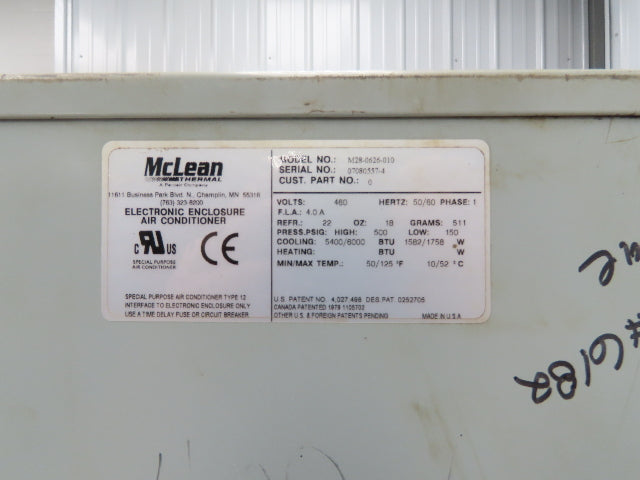 McLean
THERMAL
A Pentair Company
11611 Business Park Blvd. N., Champlin, MN 55316
(763) 323-8200
ELECTRONIC ENCLOSURE
AIR CONDITIONER
C UL US
CE
SPECIAL PURPOSE
AIR CONDITIONER
SPECIAL PURPOSE AIR CONDITIONER TYPE 12
INTERFACE TO ELECTRONIC ENCLOSURE ONLY
USE A TIME DELAY FUSE OR CIRCUIT BREAKER
MODEL NO.: M28-0626-010
SERIAL NO.: 07080557-4
CUST. PART NO.: 0
VOLTS: 460 HERTZ: 50/60 PHASE: 1
F.L.A.: 4.0 A
REFR.: 22 OZ: 18 GRAMS: 511
PRESS.PSIG: HIGH: 500 LOW: 150
COOLING: 5400/6000 BTU 1582/1758 W
HEATING: BTU W
MIN/MAX TEMP.: 50/125 °F 10/52 °C
U.S. PATENT NO. 4,027,498 DES.PAT. 0252706
CANADA PATENTED 1979 1105702
OTHER U.S. & FOREIGN PATENTS PENDING MADE IN U.S.A
#6182